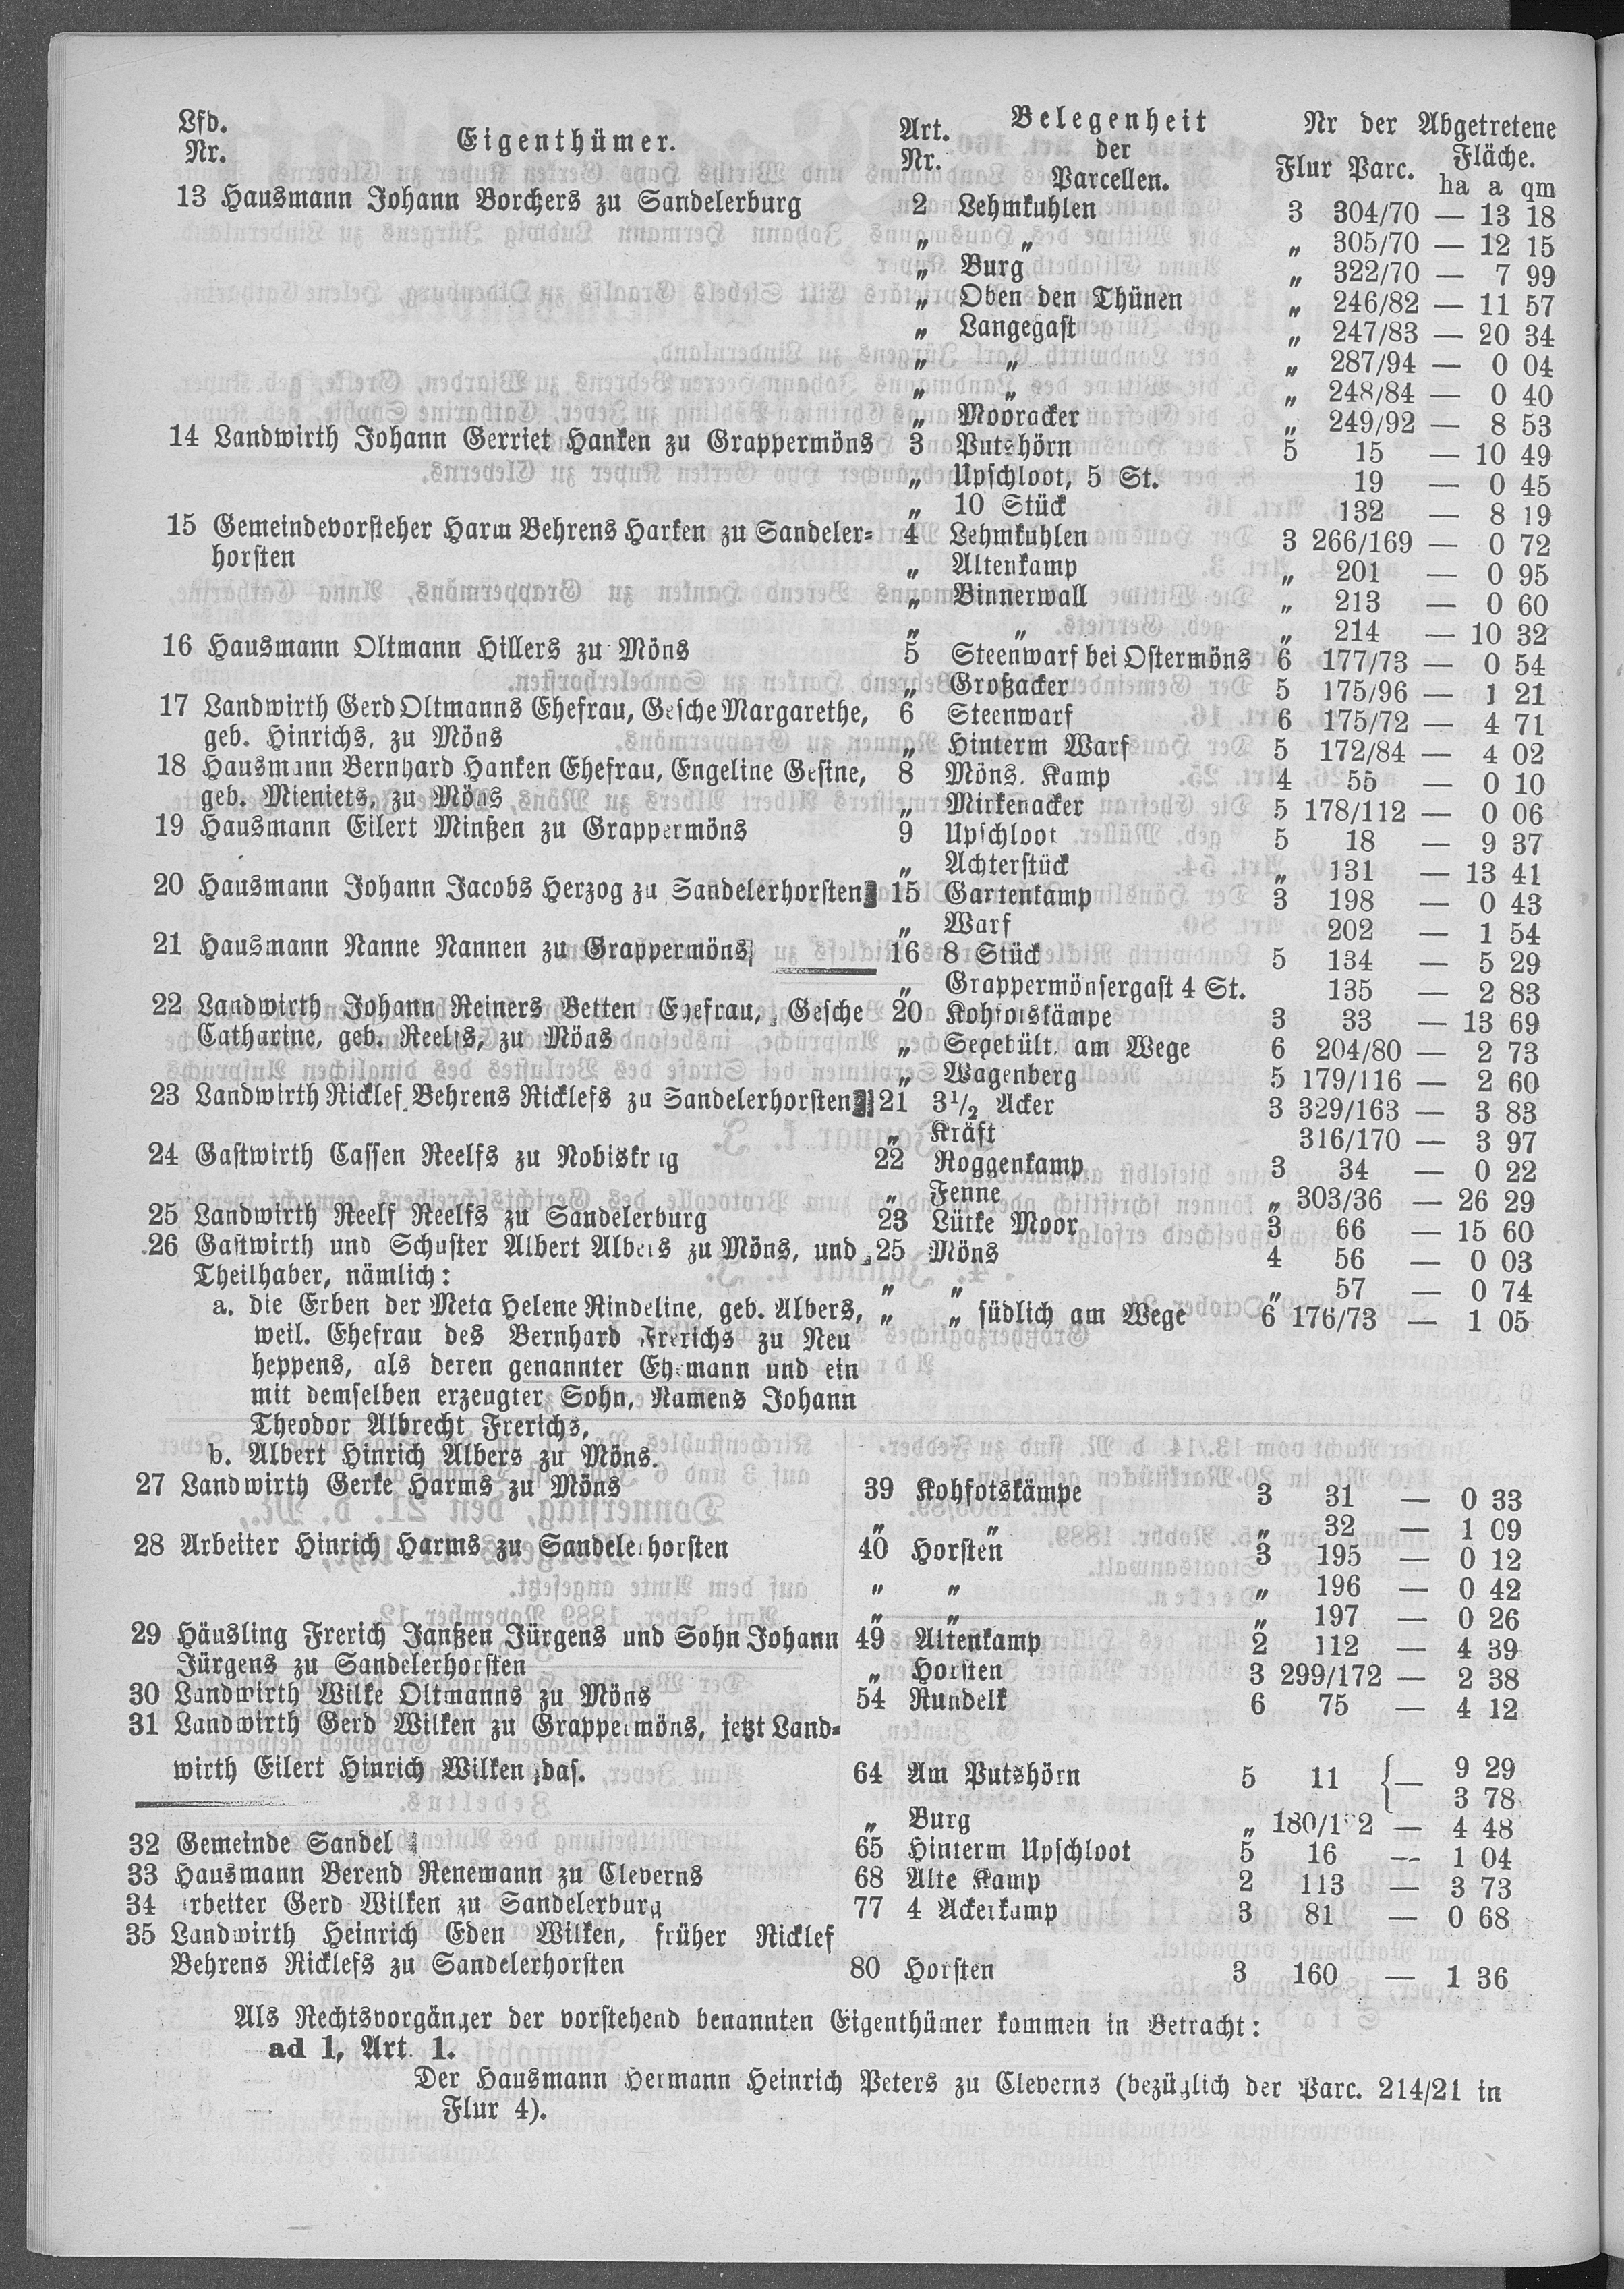 Lfd. Nr. Eigenthümer. Art. Nr. Belegenheit der Parcellen. Nr der Flur Parc. Abgetretene Fläche. ha a qm
13 Hausmann Johann Borchers zu Sandelerburg 2 Lehmkuhlen 3 304/70 — 13 18
„ „ „ 305/70 — 12 15
„ Burg „ 322/70 — 7 99
„ Oben den Thünen „ 246/82 — 11 57
„ Langegast „ 247/83 — 20 34
„ „ „ 287/94 — 0 04
„ „ „ 248/84 — 0 40
„ Mooracker „ 249/92 — 8 53
14 Landwirth Johann Gerriet Hanken zu Grappermöns 3 Putshörn 5 15 — 10 49
„ Upschloot, 5 St. 19 — 0 45
„ 10 Stück 132 — 8 19
15 Gemeindevorsteher Harm Behrens Harken zu Sandeler= 4 Lehmkuhlen 3 266/169 — 0 72
horsten „ Altenkamp „ 201 — 0 95
„ Binnerwall „ 213 — 0 60
„ „ „ 214 — 10 32
16 Hausmann Oltmann Hillers zu Möns 5 Steenwarf bei Ostermöns 6 177/73 — 0 54
„ Großacker 5 175/96 — 1 21
17 Landwirth Gerd Oltmanns Ehefrau, Gesche Margarethe, 6 Steenwarf 6 175/72 — 4 71
geb. Hinrichs, zu Möns „ Hinterm Warf 5 172/84 — 4 02
18 Hausmann Bernhard Hanken Ehefrau, Engeline Gesine, 8 Möns. Kamp 4 55 — 0 10
geb. Mieniets, zu Möns „ Mirkenacker 5 178/112 — 0 06
19 Hausmann Eilert Minßen zu Grappermöns 9 Upschloot 5 18 — 9 37
„ Achterstück „ 131 — 13 41
20 Hausmann Johann Jacobs Herzog zu Sandelerhorsten 15 Gartenkamp 3 198 — 0 43
„ Warf 202 — 1 54
21 Hausmann Nanne Nannen zu Grappermöns 16 8 Stück 5 134 — 5 29
„ Grappermönsergast 4 St. 135 — 2 83
22 Landwirth Johann Reiners Betten Ehefrau, Gesche 20 Kohfotskämpe 3 33 — 13 69
Catharine, geb. Reelfs, zu Möns „ Segebült, am Wege 6 204/80 — 2 73
„ Wagenberg 5 179/116 — 2 60
23 Landwirth Ricklef Behrens Ricklefs zu Sandelerhorsten 21 3½ Acker 3 329/163 — 3 83
„ Kräft 316/170 — 3 97
24 Gastwirth Cassen Reelfs zu Nobiskrug 22 Roggenkamp 3 34 — 0 22
„ Fenne „ 303/36 — 26 29
25 Landwirth Reelf Reelfs zu Sandelerburg 23 Lütke Moor 3 66 — 15 60
26 Gastwirth und Schuster Albert Albers zu Möns, und 25 Möns 4 56 — 0 03
Theilhaber, nämlich: „ „ „ 57 — 0 74
a. die Erben der Meta Helene Rindeline, geb. Albers, „ „ südlich am Wege 6 176/73 — 1 05
weil. Ehefrau des Bernhard Frerichs zu Neu
heppens, als deren genannter Ehemann und ein
mit demselben erzeugter Sohn, Namens Johann
Theodor Albrecht Frerichs,
b. Albert Hinrich Albers zu Möns.
27 Landwirth Gerke Harms zu Möns 39 Kohfotskämpe 3 31 — 0 33
„ „ „ 32 — 1 09
28 Arbeiter Hinrich Harms zu Sandelerhorsten 40 Horsten 3 195 — 0 12
„ „ „ 196 — 0 42
„ „ „ 197 — 0 26
29 Häusling Frerich Janßen Jürgens und Sohn Johann 49 Altenkamp 2 112 — 4 39
Jürgens zu Sandelerhorsten „ Horsten 3 299/172 — 2 38
30 Landwirth Wilke Oltmanns zu Möns 54 Rundelk 6 75 — 4 12
31 Landwirth Gerd Wilken zu Grappermöns, jetzt Land=
wirth Eilert Hinrich Wilken das. 64 Am Putshörn 5 11 { — 9 29
3 78
„ Burg „ — 4 48
32 Gemeinde Sandel 65 Hinterm Upschloot 5 16 — 1 04
33 Hausmann Berend Renemann zu Cleverns 68 Alte Kamp 2 113 — 3 73
34 Arbeiter Gerd Wilken zu Sandelerburg 77 4 Ackerkamp 3 81 — 0 68
35 Landwirth Heinrich Eden Wilken, früher Ricklef
Behrens Ricklefs zu Sandelerhorsten 80 Horsten 3 160 — 1 36
Als Rechtsvorgänger der vorstehend benannten Eigenthümer kommen in Betracht:
ad 1, Art. 1.
Der Hausmann Hermann Heinrich Peters zu Cleverns (bezüglich der Parc. 214/21 in
Flur 4).